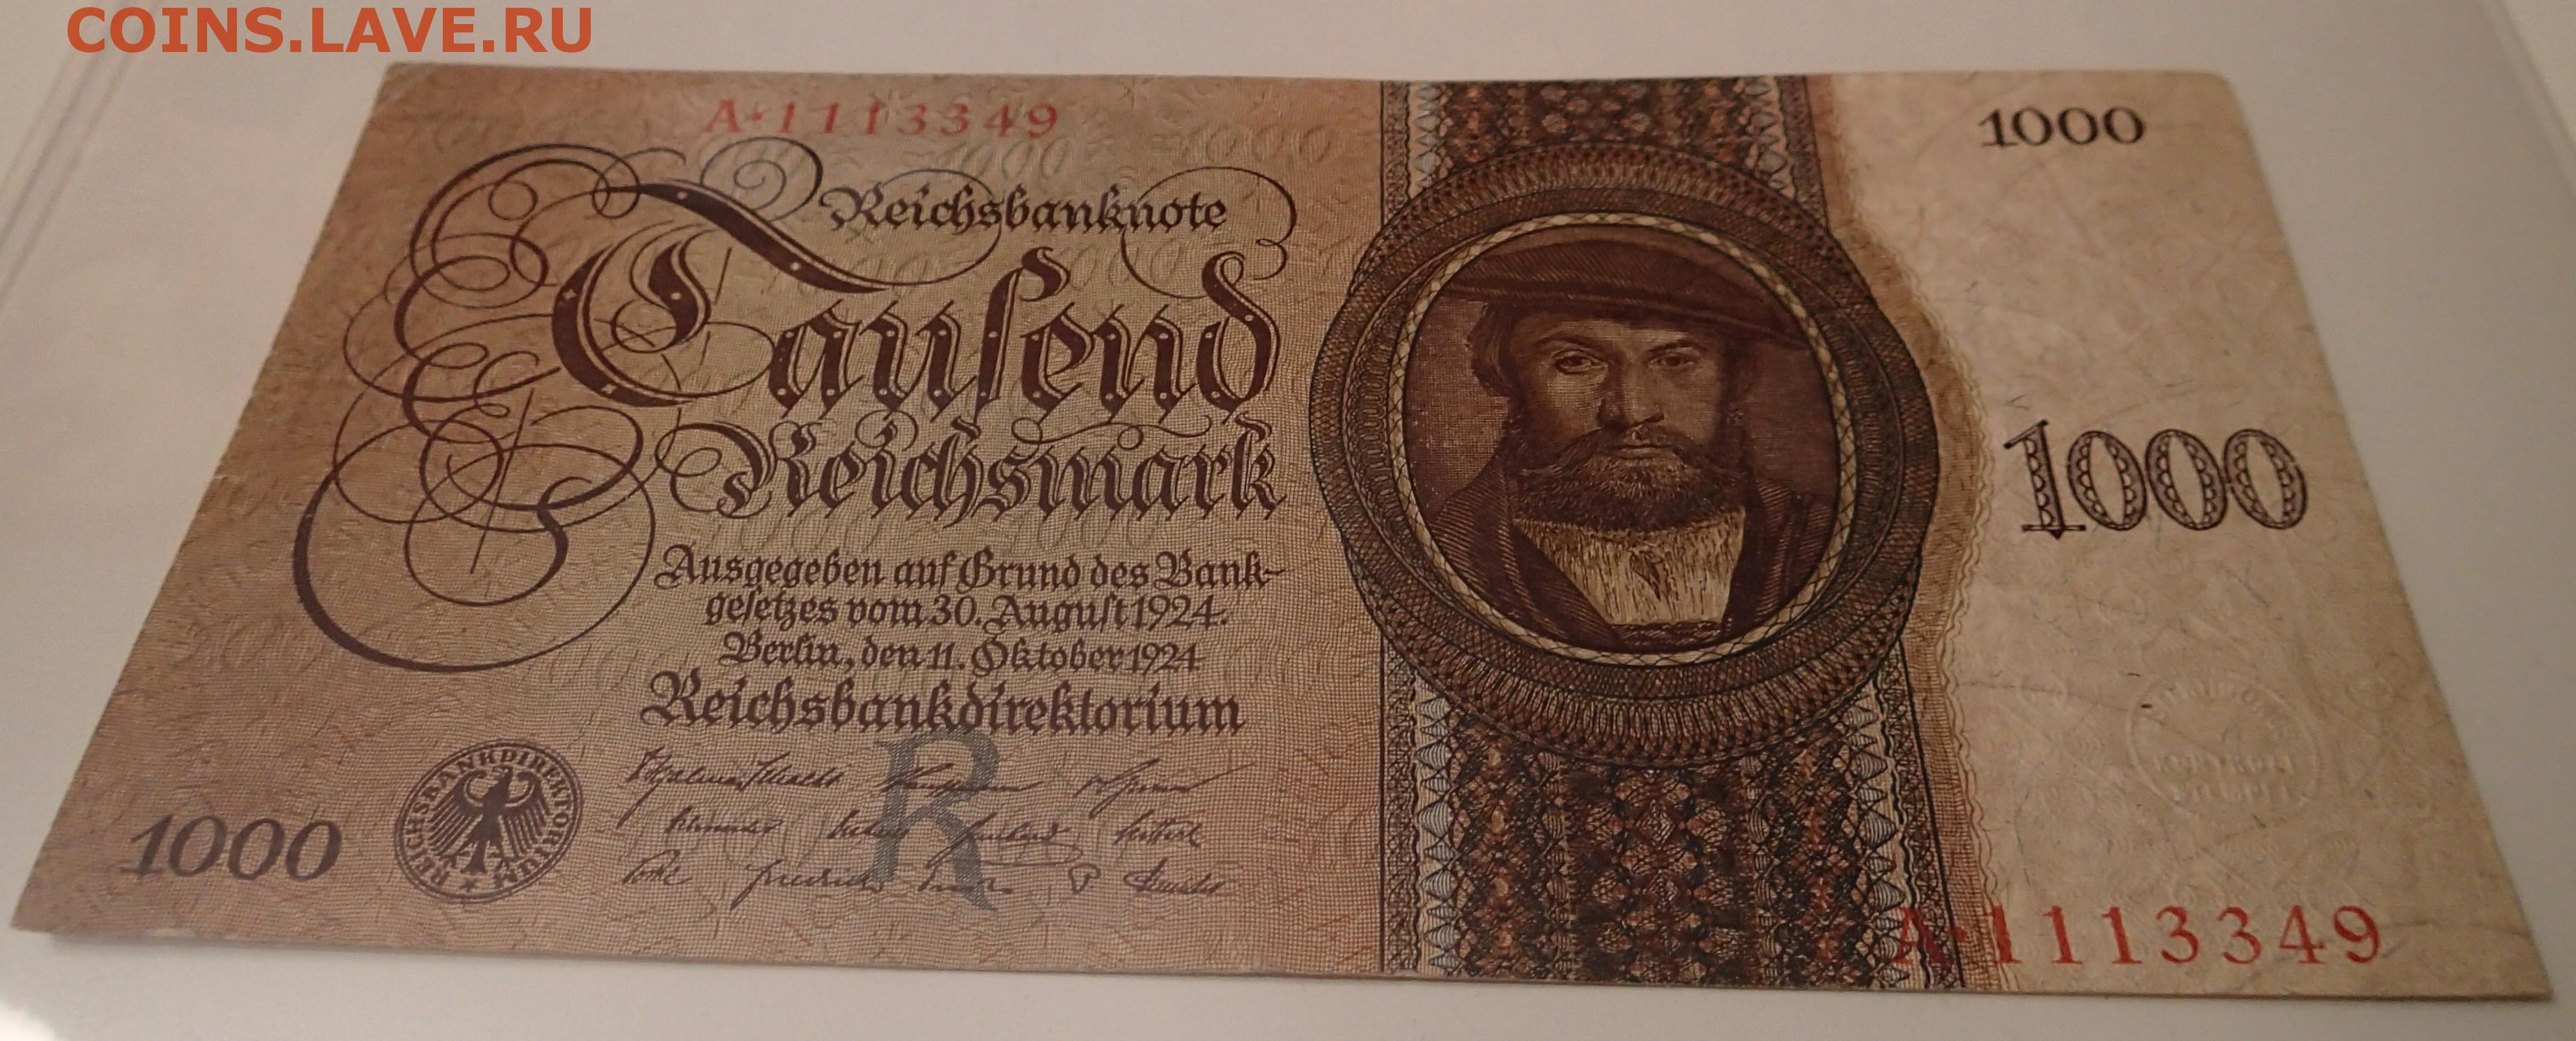 COINS.LAVE.RU
A·1113349
Reichsbanknote
1000
Tausend
Reichsmark
1000
Ausgegeben auf Grund des Bank-
gesetzes vom 30. August 1924.
Berlin, den 11. Oktober 1924
Reichsbankdirektorium
R
1000
REICHSBANKDIREKTORIUM
A·1113349